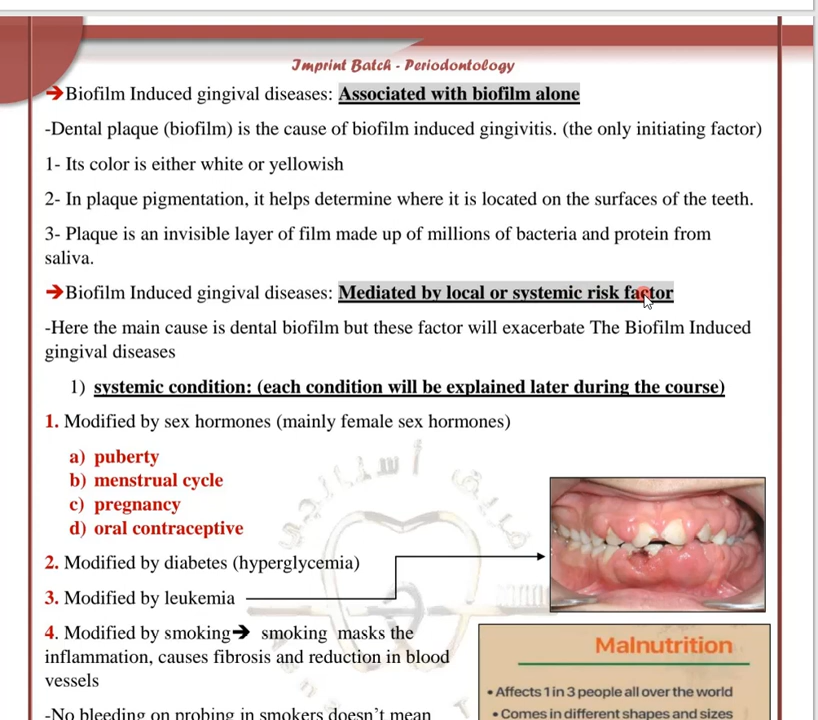 Imprint Batch - Periodontology
➔Biofilm Induced gingival diseases: Associated with biofilm alone
-Dental plaque (biofilm) is the cause of biofilm induced gingivitis. (the only initiating factor)
1- Its color is either white or yellowish
2- In plaque pigmentation, it helps determine where it is located on the surfaces of the teeth.
3- Plaque is an invisible layer of film made up of millions of bacteria and protein from
saliva.
➔Biofilm Induced gingival diseases: Mediated by local or systemic risk factor
-Here the main cause is dental biofilm but these factor will exacerbate The Biofilm Induced
gingival diseases
1) systemic condition: (each condition will be explained later during the course)
1. Modified by sex hormones (mainly female sex hormones)
a) puberty
b) menstrual cycle
c) pregnancy
d) oral contraceptive
2. Modified by diabetes (hyperglycemia)
3. Modified by leukemia
4. Modified by smoking➔ smoking masks the
inflammation, causes fibrosis and reduction in blood
vessels
-No bleeding on probing in smokers doesn't mean
Malnutrition
• Affects 1 in 3 people all over the world
• Comes in different shapes and sizes